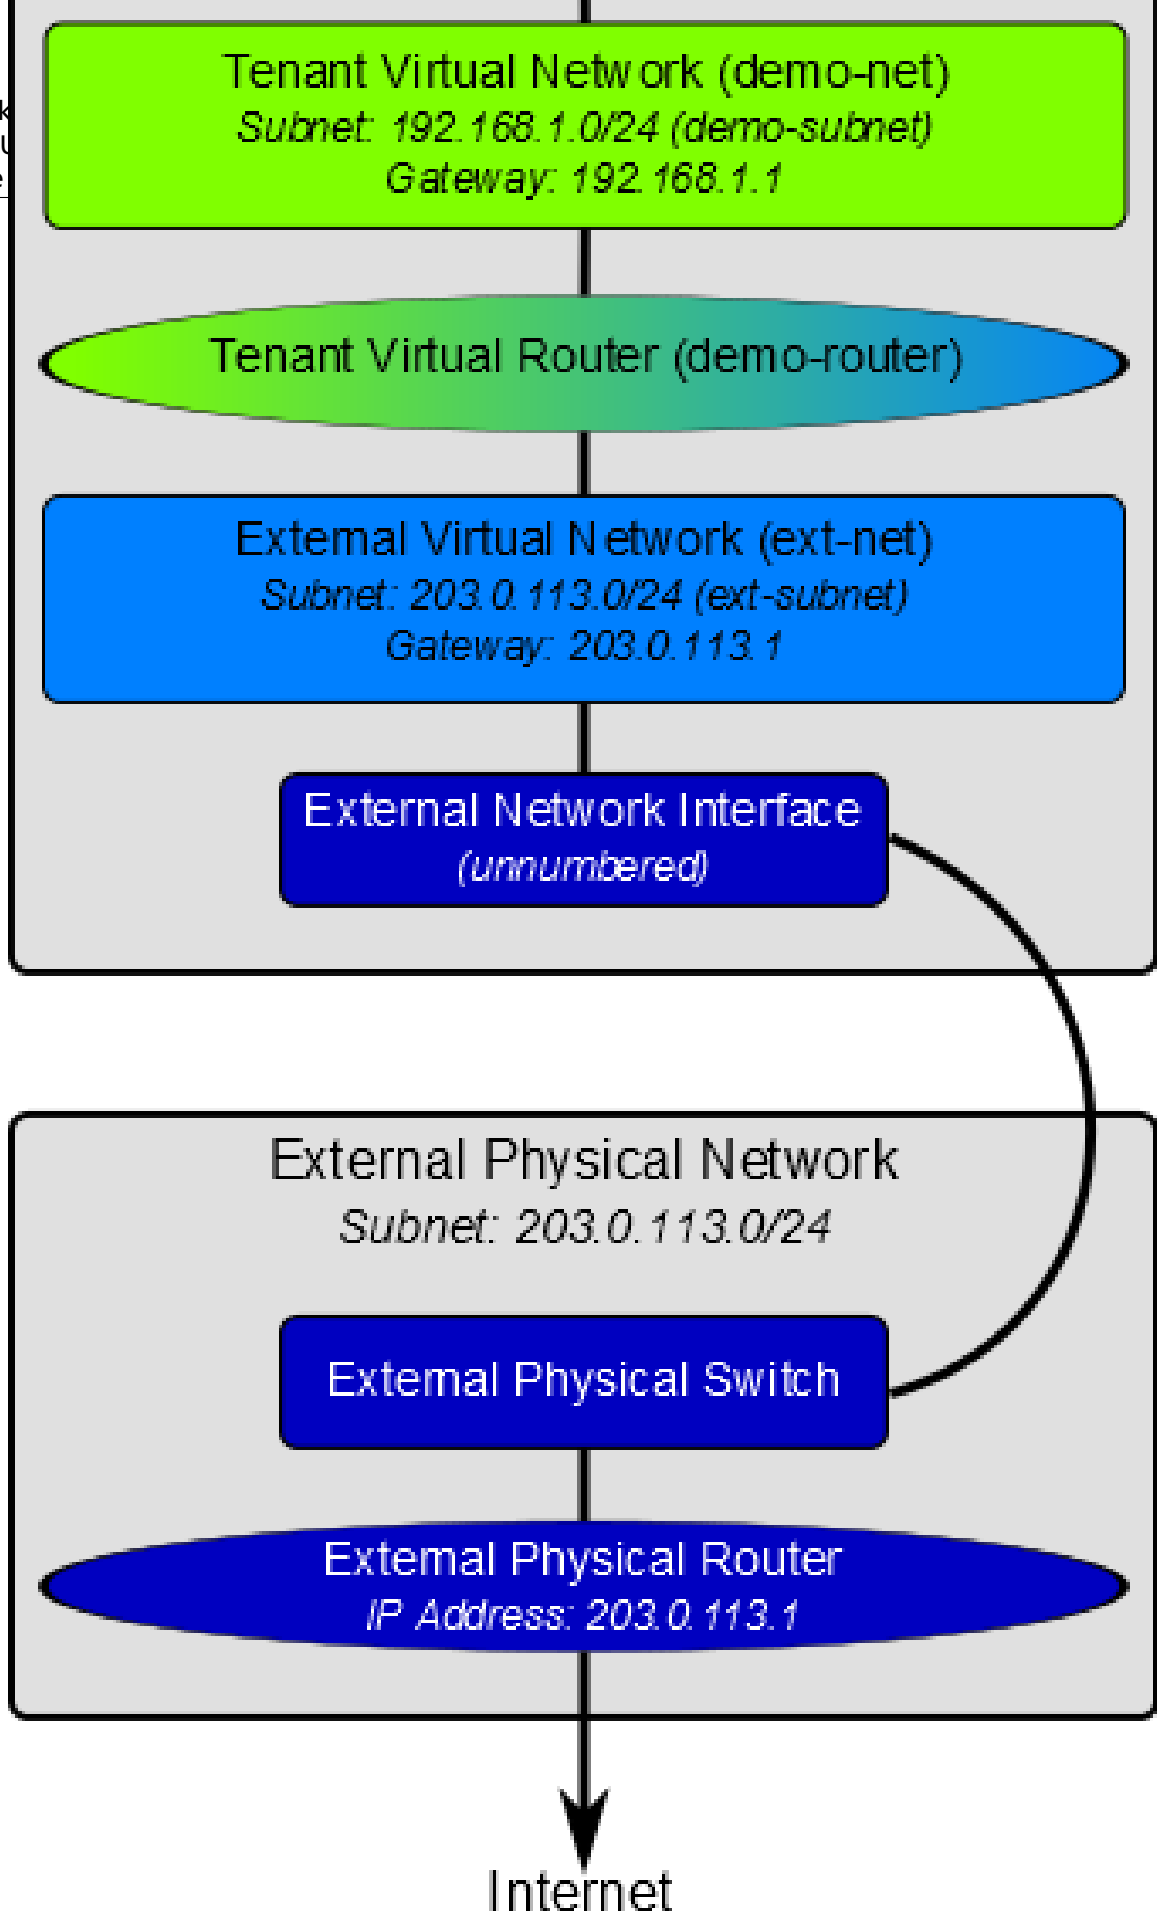 Tenant Virtual Network (demo-net)
Subnet: 192.168.1.0/24 (demo-subnet)
Gateway: 192.168.1.1
Tenant Virtual Router (demo-router)
External Virtual Network (ext-net)
Subnet: 203.0.113.0/24 (ext-subnet)
Gateway: 203.0.113.1
External Network Interface
(unnumbered)
External Physical Network
Subnet: 203.0.113.0/24
External Physical Switch
External Physical Router
IP Address: 203.0.113.1
Internet